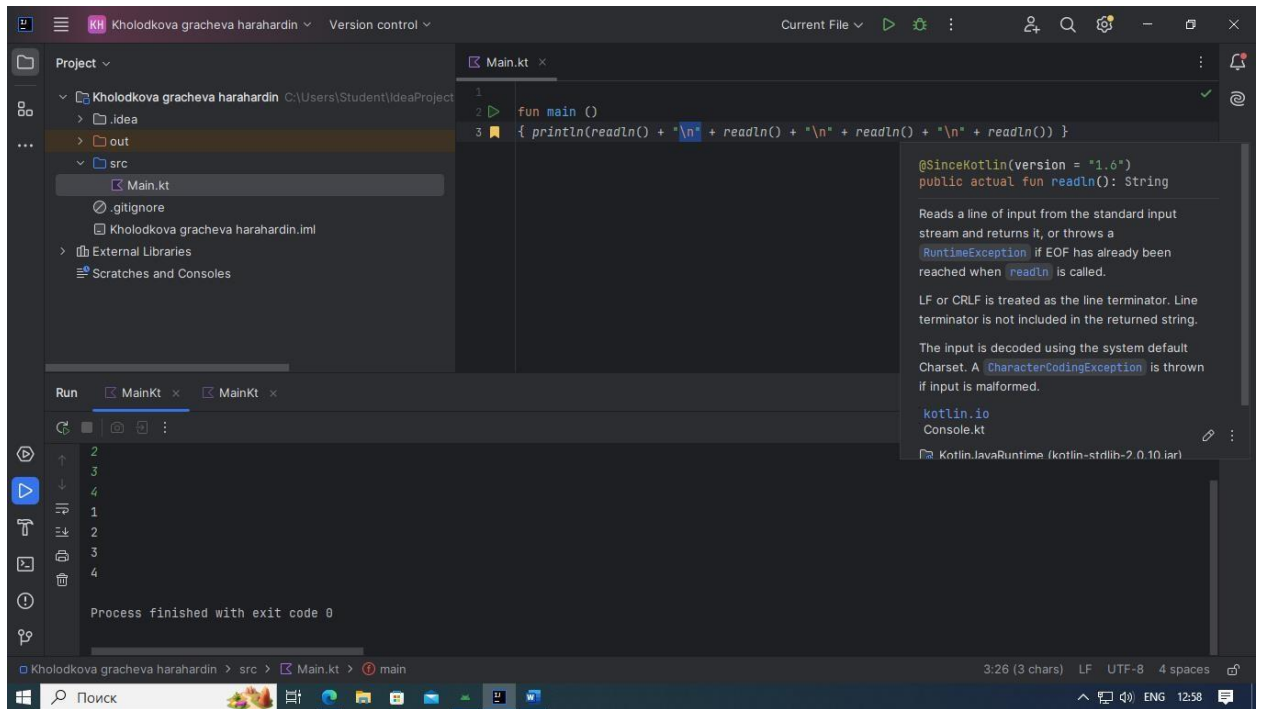 KH Kholodkova gracheva harahardin Version control Current File
Project
Main.kt
Kholodkova gracheva harahardin C:\Users\Student\IdeaProject
.idea
out
src
Main.kt
.gitignore
Kholodkova gracheva harahardin.iml
External Libraries
Scratches and Consoles
1
2 fun main ()
3 { println(readln() + "\n" + readln() + "\n" + readln() + "\n" + readln()) }
@SinceKotlin(version = "1.6")
public actual fun readln(): String
Reads a line of input from the standard input
stream and returns it, or throws a
RuntimeException if EOF has already been
reached when readln is called.
LF or CRLF is treated as the line terminator. Line
terminator is not included in the returned string.
The input is decoded using the system default
Charset. A CharacterCodingException is thrown
if input is malformed.
kotlin.io
Console.kt
KotlinJavaRuntime (kotlin-stdlib-2.0.10.jar)
Run MainKt MainKt
2
3
4
1
2
3
4
Process finished with exit code 0
Kholodkova gracheva harahardin > src > Main.kt > main
3:26 (3 chars) LF UTF-8 4 spaces
Поиск
ENG 12:58